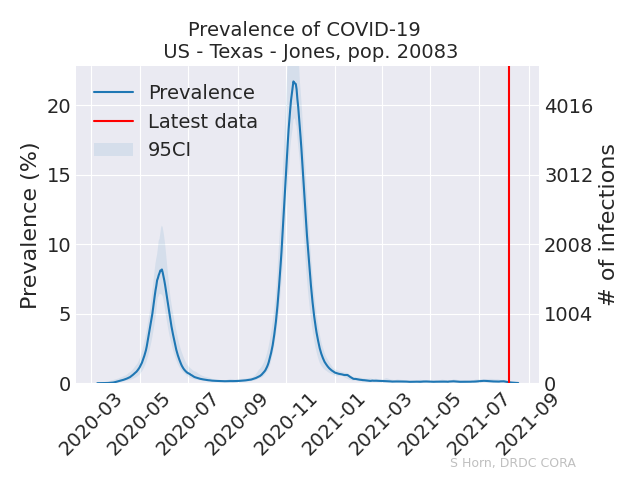 Prevalence of COVID-19
US - Texas - Jones, pop. 20083
Prevalence
Latest data
95CI
Prevalence (%)
20
15
10
5
0
4016
3012
2008
1004
0
# of infections
2020-03
2020-05
2020-07
2020-09
2020-11
2021-01
2021-03
2021-05
2021-07
2021-09
S Horn, DRDC CORA